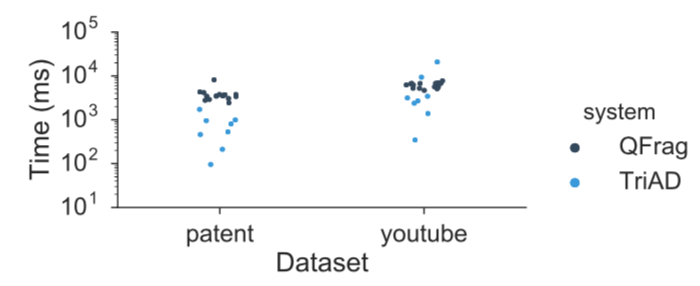 10^5
10^4
10^3
10^2
10^1
Time (ms)
patent
youtube
Dataset
system
QFrag
TriAD